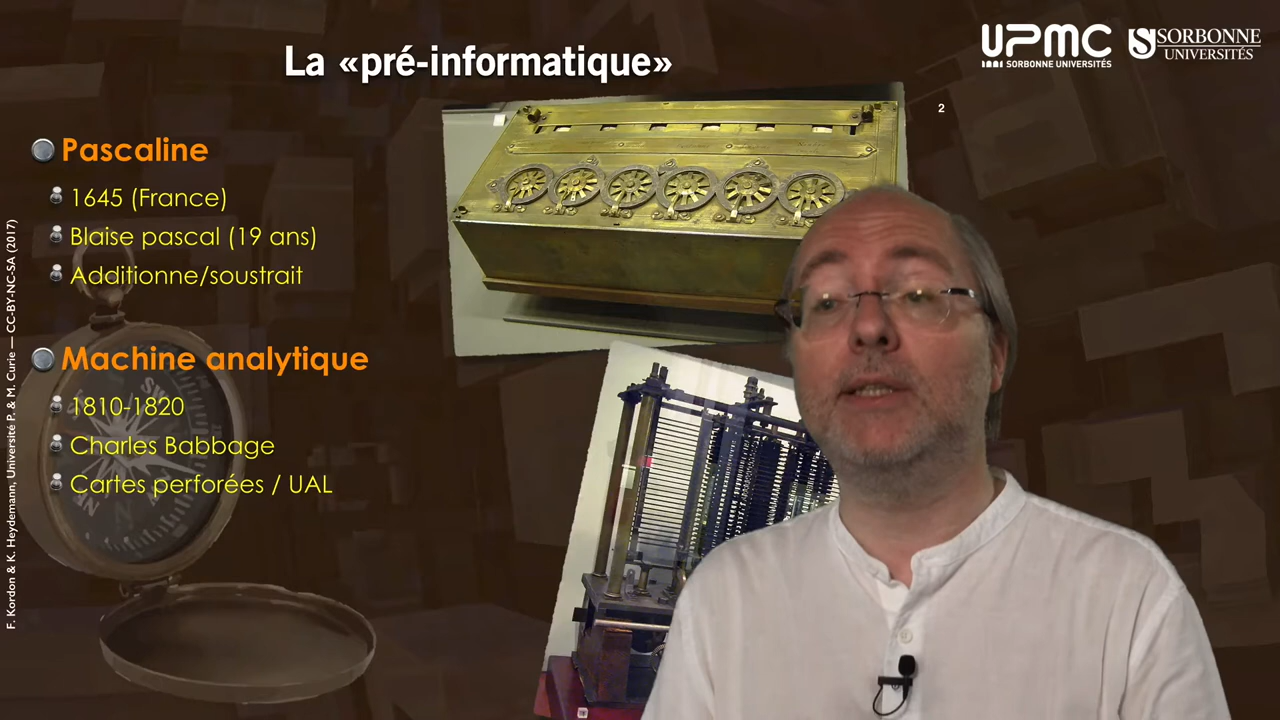 La «pré-informatique»
UPMC
SORBONNE UNIVERSITÉS
SORBONNE
UNIVERSITÉS
2
Pascaline
1645 (France)
Blaise pascal (19 ans)
Additionne/soustrait
Machine analytique
1810-1820
Charles Babbage
Cartes perforées / UAL
F. Kordon & K. Heydemann, Université P. & M. Curie — CC-BY-NC-SA (2017)